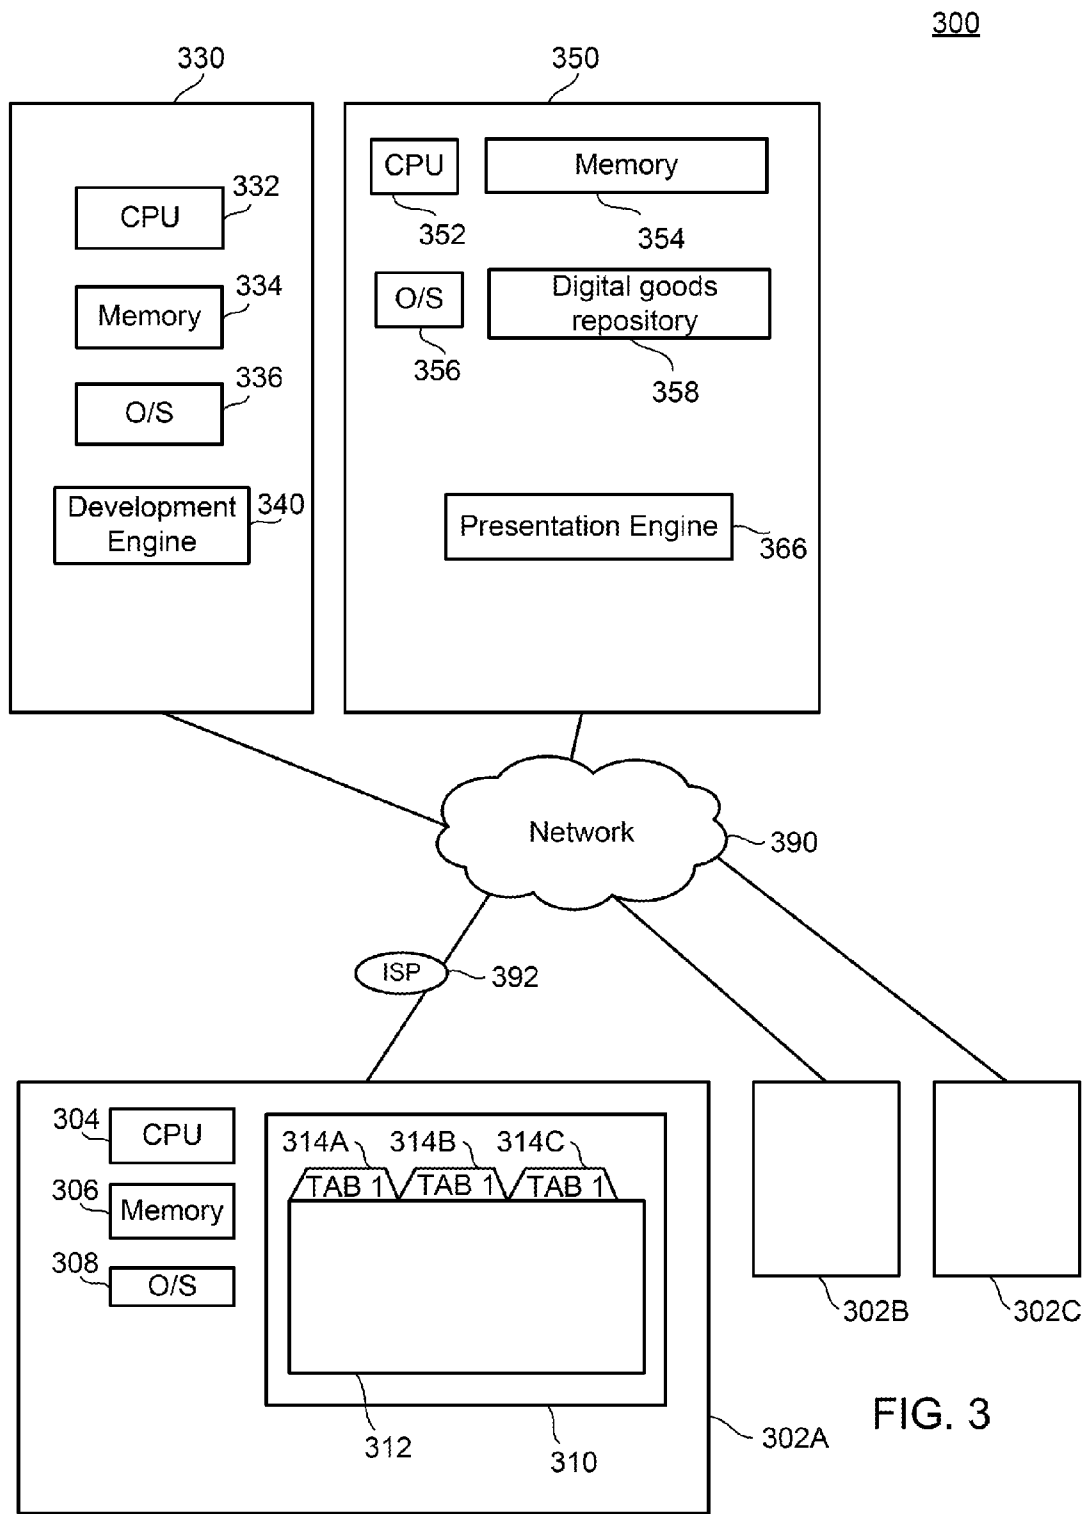 300
330
350
CPU
332
Memory
334
O/S
336
Development
Engine
340
CPU
352
Memory
354
O/S
356
Digital goods
repository
358
Presentation Engine
366
Network
390
ISP
392
304
CPU
306
Memory
308
O/S
314A
314B
314C
TAB 1
TAB 1
TAB 1
312
310
302A
302B
302C
FIG. 3